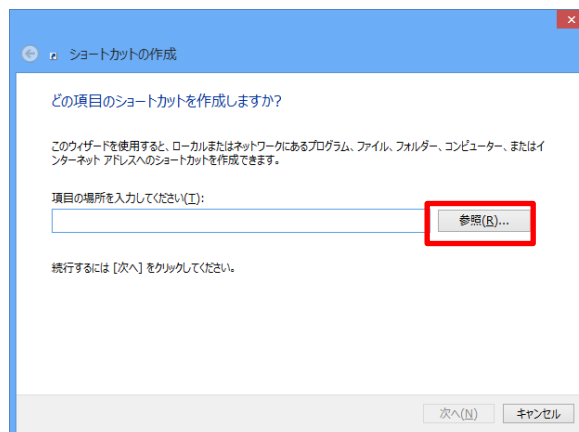 ショートカットの作成
どの項目のショートカットを作成しますか?
このウィザードを使用すると、ローカルまたはネットワークにあるプログラム、ファイル、フォルダー、コンピューター、またはイ
ンターネット アドレスへのショートカットを作成できます。
項目の場所を入力してください(T):
参照(R)...
続行するには [次へ] をクリックしてください。
次へ(N)
キャンセル